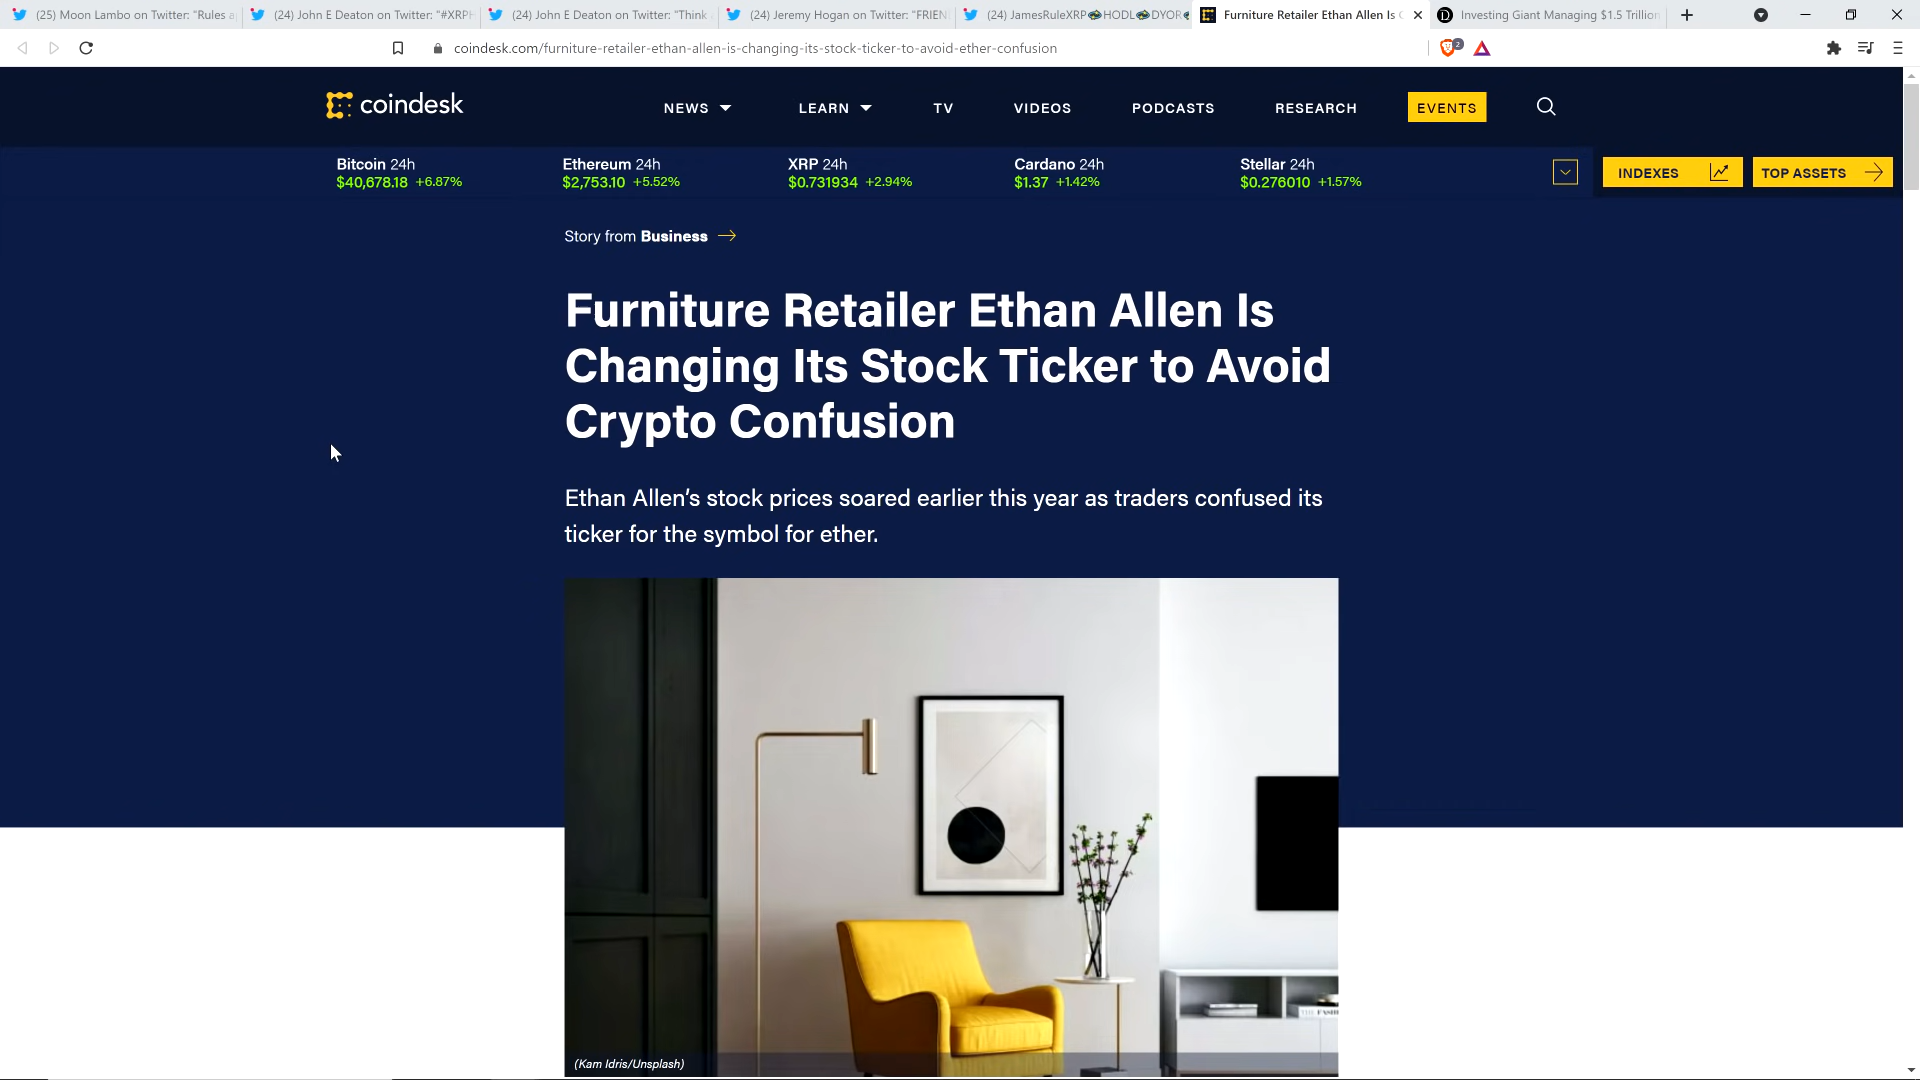 (25) Moon Lambo on Twitter: "Rules
(24) John E Deaton on Twitter: "#XRPH
(24) John E Deaton on Twitter: "Think
(24) Jeremy Hogan on Twitter: "FRIEN
(24) JamesRuleXRP HODL DYOR
Furniture Retailer Ethan Allen Is
Investing Giant Managing $1.5 Trillion
coindesk.com/furniture-retailer-ethan-allen-is-changing-its-stock-ticker-to-avoid-ether-confusion
2
coindesk
NEWS
LEARN
TV
VIDEOS
PODCASTS
RESEARCH
EVENTS
Bitcoin 24h
$40,678.18 +6.87%
Ethereum 24h
$2,753.10 +5.52%
XRP 24h
$0.731934 +2.94%
Cardano 24h
$1.37 +1.42%
Stellar 24h
$0.276010 +1.57%
INDEXES
TOP ASSETS
Story from Business
Furniture Retailer Ethan Allen Is
Changing Its Stock Ticker to Avoid
Crypto Confusion
Ethan Allen's stock prices soared earlier this year as traders confused its
ticker for the symbol for ether.
(Kam Idris/Unsplash)